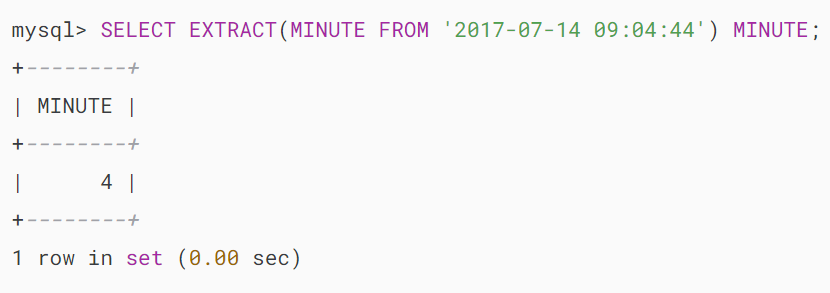 mysql> SELECT EXTRACT(MINUTE FROM '2017-07-14 09:04:44') MINUTE;
+--------+
| MINUTE |
+--------+
|      4 |
+--------+
1 row in set (0.00 sec)